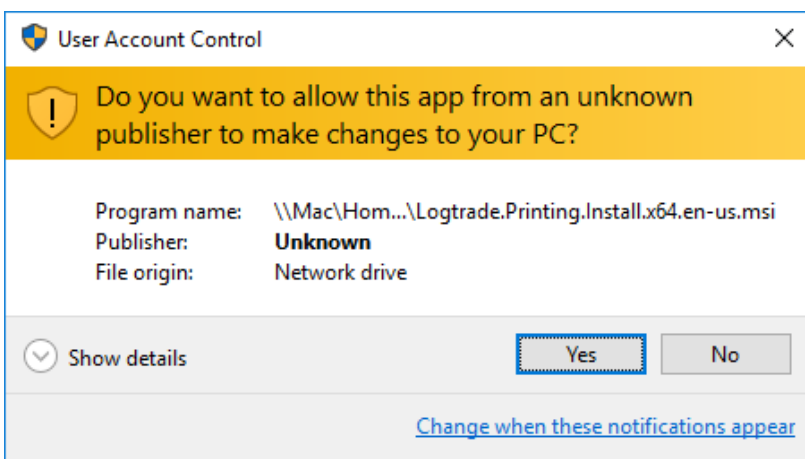 User Account Control
Do you want to allow this app from an unknown
publisher to make changes to your PC?
Program name: \\Mac\Hom...\Logtrade.Printing.Install.x64.en-us.msi
Publisher: Unknown
File origin: Network drive
Show details
Yes
No
Change when these notifications appear